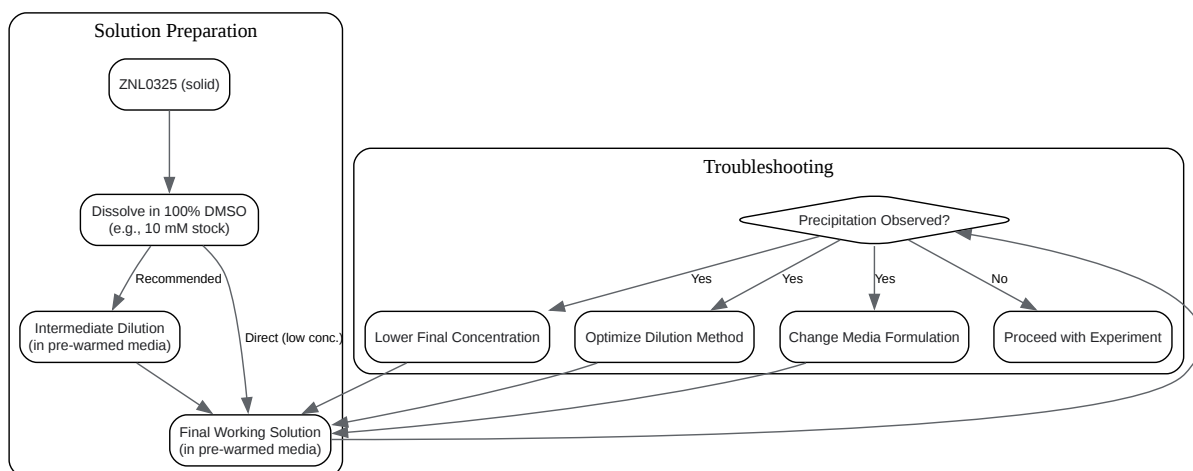 Solution Preparation
ZNL0325 (solid)
Dissolve in 100% DMSO
(e.g., 10 mM stock)
Recommended
Intermediate Dilution
(in pre-warmed media)
Direct (low conc.)
Final Working Solution
(in pre-warmed media)
Troubleshooting
Precipitation Observed?
Yes
Yes
Yes
No
Lower Final Concentration
Optimize Dilution Method
Change Media Formulation
Proceed with Experiment